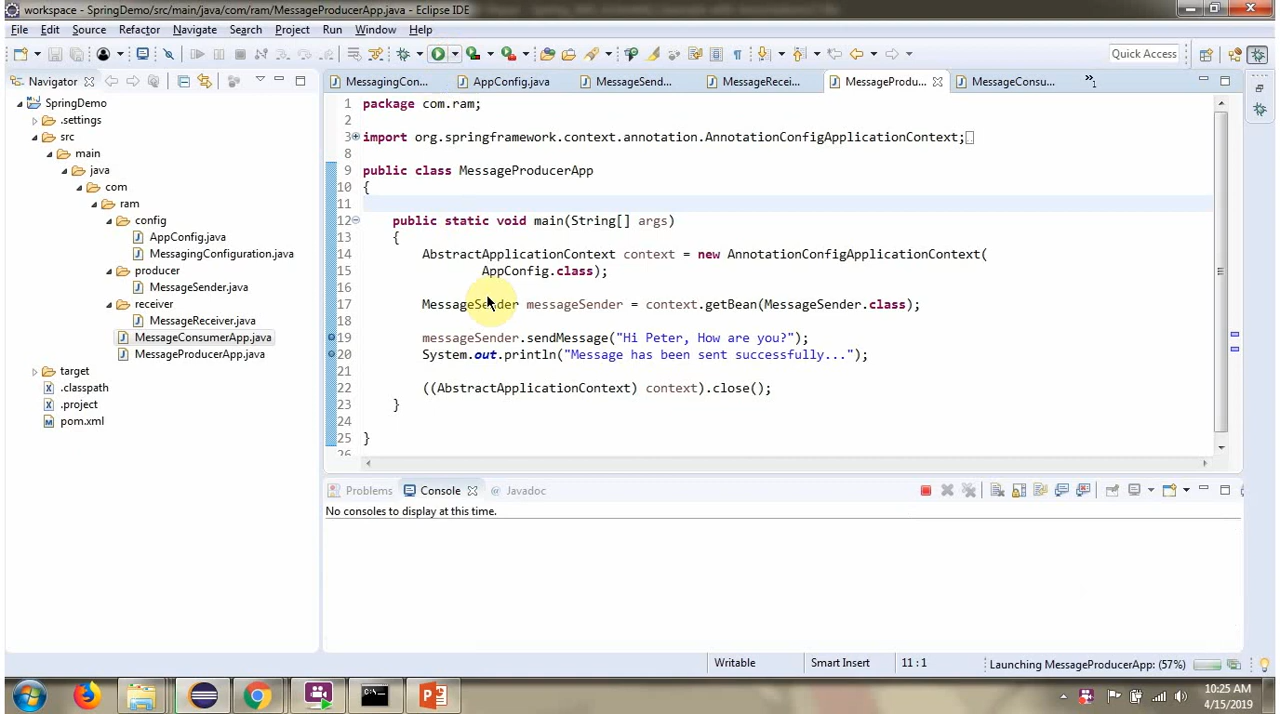 workspace - SpringDemo/src/main/java/com/ram/MessageProducerApp.java - Eclipse IDE
File Edit Source Refactor Navigate Search Project Run Window Help
Quick Access
Navigator
MessagingCon... AppConfig.java MessageSend... MessageRecei... MessageProdu... MessageConsu... »1
SpringDemo
.settings
src
main
java
com
ram
config
AppConfig.java
MessagingConfiguration.java
producer
MessageSender.java
receiver
MessageReceiver.java
MessageConsumerApp.java
MessageProducerApp.java
target
.classpath
.project
pom.xml
1 package com.ram;
2
3 import org.springframework.context.annotation.AnnotationConfigApplicationContext;
8
9 public class MessageProducerApp
10 {
11
12 public static void main(String[] args)
13 {
14 AbstractApplicationContext context = new AnnotationConfigApplicationContext(
15 AppConfig.class);
16
17 MessageSender messageSender = context.getBean(MessageSender.class);
18
19 messageSender.sendMessage("Hi Peter, How are you?");
20 System.out.println("Message has been sent successfully...");
21
22 ((AbstractApplicationContext) context).close();
23 }
24
25 }
26
Problems Console Javadoc
No consoles to display at this time.
Writable Smart Insert 11 : 1 Launching MessageProducerApp: (57%)
10:25 AM
4/15/2019